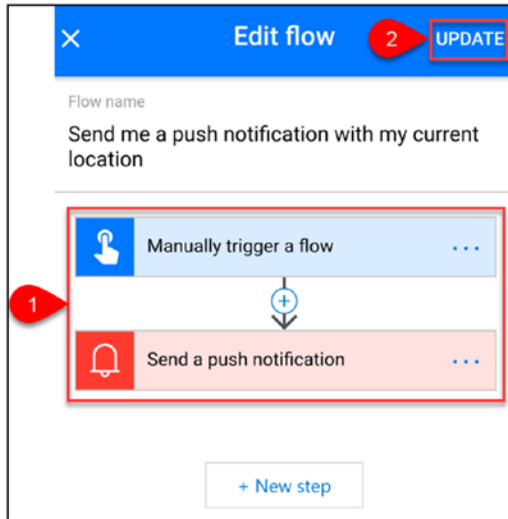 Edit flow
2
UPDATE
Flow name
Send me a push notification with my current
location
Manually trigger a flow
1
Send a push notification
+ New step